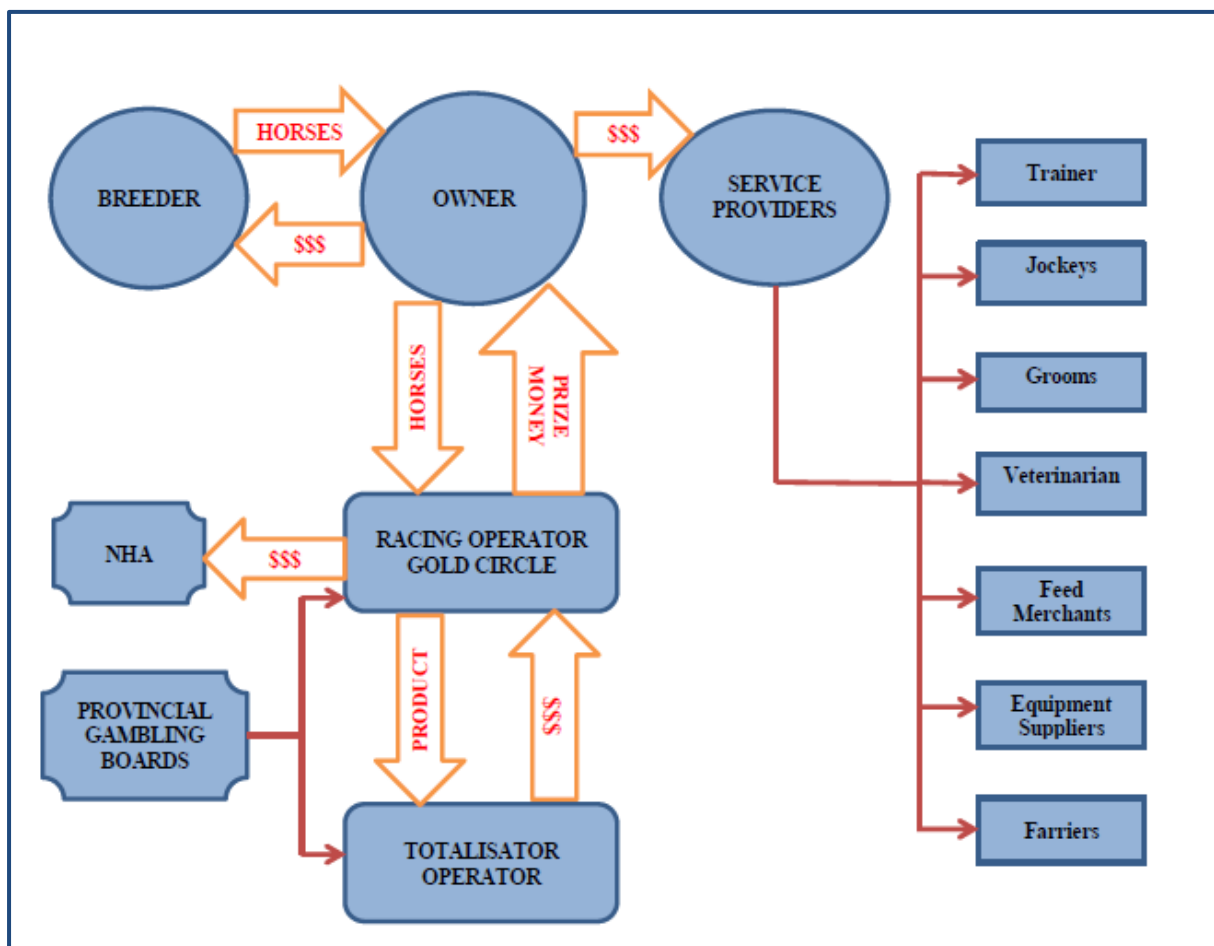 HORSES
$$$
BREEDER
OWNER
SERVICE
PROVIDERS
$$$
HORSES
PRIZE
MONEY
NHA
$$$
RACING OPERATOR
GOLD CIRCLE
PROVINCIAL
GAMBLING
BOARDS
PRODUCT
$$$
TOTALISATOR
OPERATOR
Trainer
Jockeys
Grooms
Veterinarian
Feed
Merchants
Equipment
Suppliers
Farriers